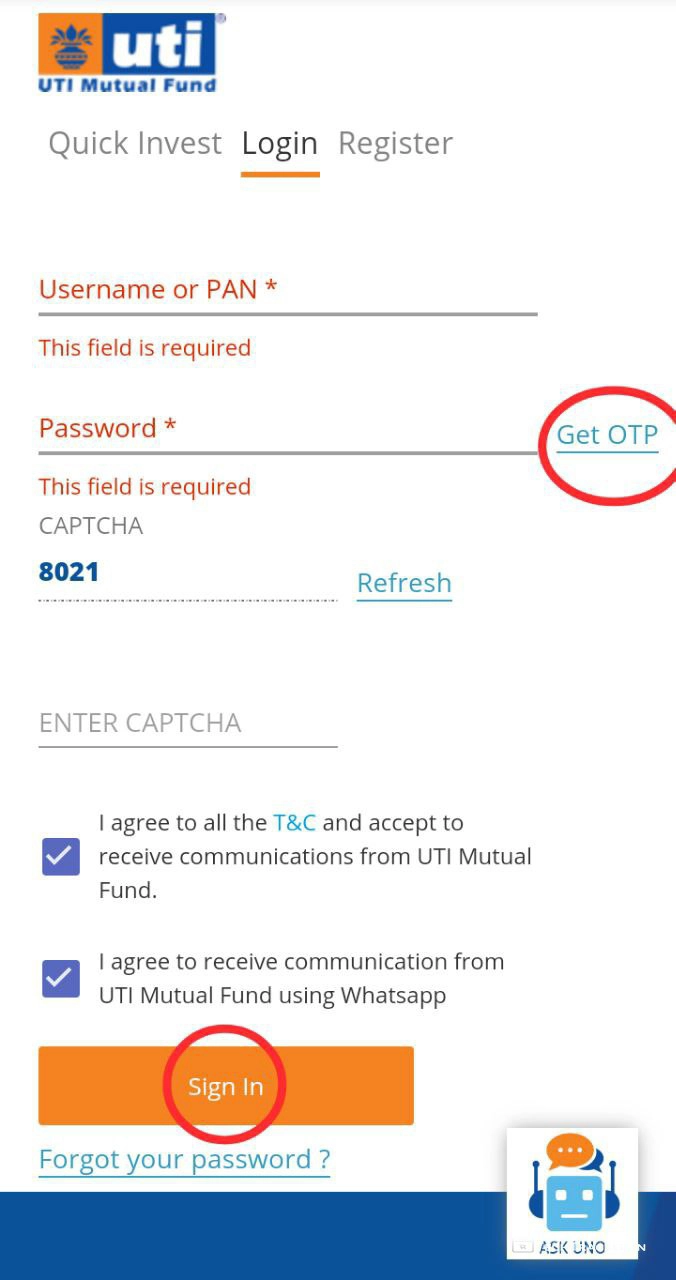 uti
UTI Mutual Fund
Quick Invest Login Register
Username or PAN *
This field is required
Password *
Get OTP
This field is required
CAPTCHA
8021
Refresh
ENTER CAPTCHA
I agree to all the T&C and accept to
receive communications from UTI Mutual
Fund.
I agree to receive communication from
UTI Mutual Fund using Whatsapp
Sign In
Forgot your password ?
ASK UNO